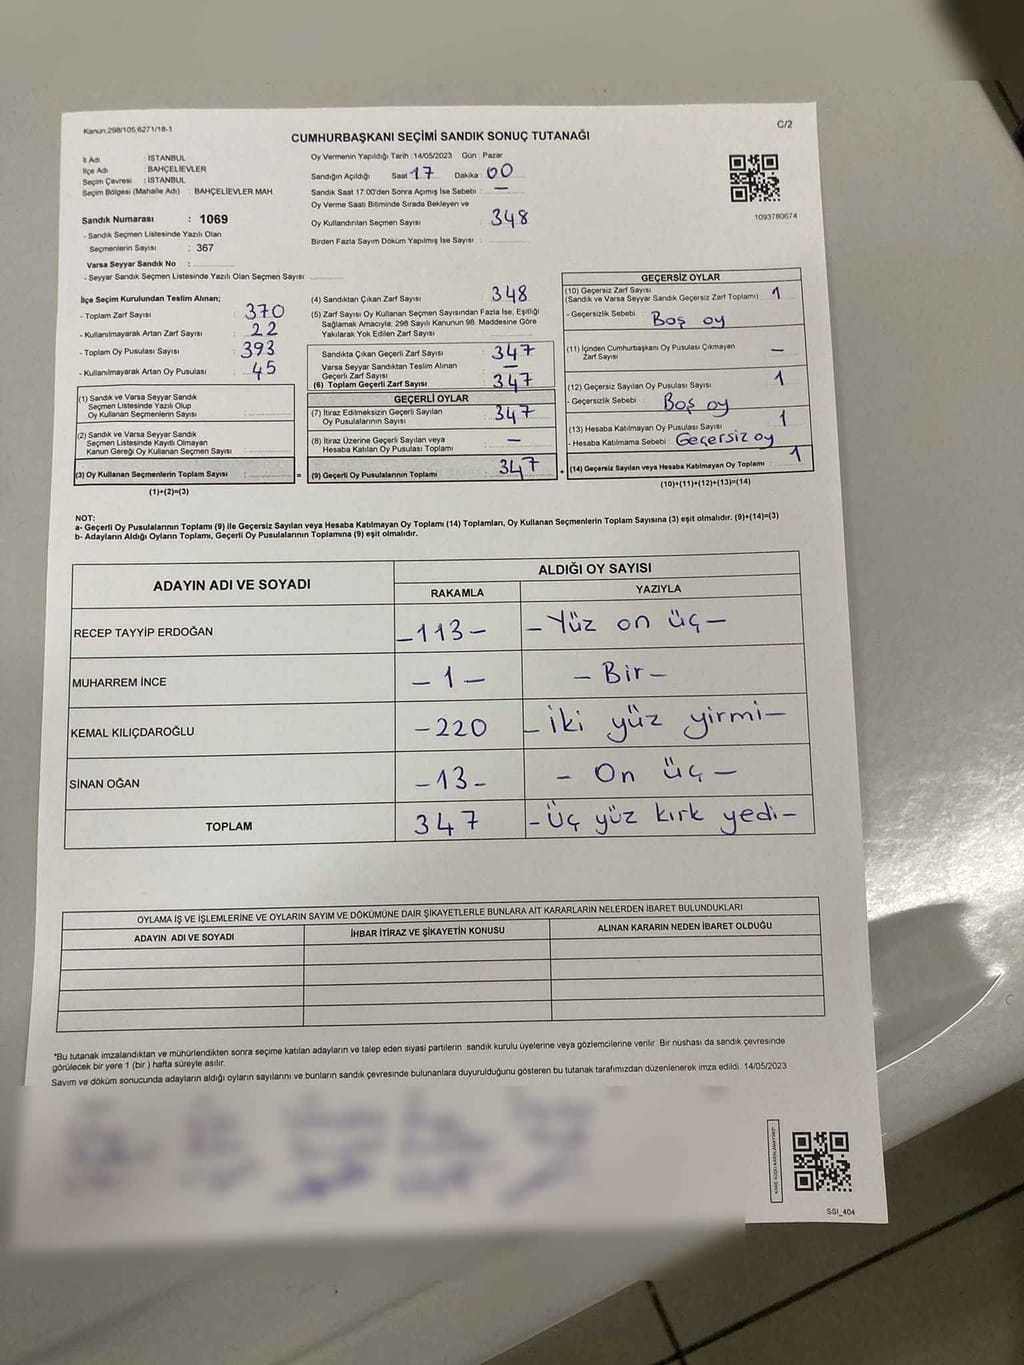 Kanun 298/105;6271/18-1
C/2
CUMHURBAŞKANI SEÇİMİ SANDIK SONUÇ TUTANAĞI
İl Adı : İSTANBUL
İlçe Adı : BAHÇELİEVLER
Seçim Çevresi : İSTANBUL
Seçim Bölgesi (Mahalle Adı) : BAHÇELİEVLER MAH.
Sandık Numarası : 1069
- Sandık Seçmen Listesinde Yazılı Olan
Seçmenlerin Sayısı : 367
Varsa Seyyar Sandık No :
- Seyyar Sandık Seçmen Listesinde Yazılı Olan Seçmen Sayısı
Oy Vermenin Yapıldığı Tarih : 14/05/2023 Gün : Pazar
Sandığın Açıldığı Saat 17 Dakika 00
Sandık Saat 17.00'den Sonra Açımış İse Sebebi : —
Oy Verme Saati Bitiminde Sırada Bekleyen ve
Oy Kullandırılan Seçmen Sayısı : 348
Birden Fazla Sayım Döküm Yapılmış İse Sayısı :
1093780674
İlçe Seçim Kurulundan Teslim Alınan;
- Toplam Zarf Sayısı : 370
- Kullanılmayarak Artan Zarf Sayısı : 22
- Toplam Oy Pusulası Sayısı : 393
- Kullanılmayarak Artan Oy Pusulası : 45
(1) Sandık ve Varsa Seyyar Sandık
Seçmen Listesinde Yazılı Olup
Oy Kullanan Seçmenlerin Sayısı :
(2) Sandık ve Varsa Seyyar Sandık
Seçmen Listesinde Kayıtlı Olmayan
Kanun Gereği Oy Kullanan Seçmen Sayısı :
(3) Oy Kullanan Seçmenlerin Toplam Sayısı : =
(1)+(2)=(3)
(4) Sandıktan Çıkan Zarf Sayısı : 348
(5) Zarf Sayısı Oy Kullanan Seçmen Sayısından Fazla İse, Eşitliği
Sağlamak Amacıyla; 298 Sayılı Kanunun 98. Maddesine Göre
Yakılarak Yok Edilen Zarf Sayısı :
Sandıkta Çıkan Geçerli Zarf Sayısı : 347
Varsa Seyyar Sandıktan Teslim Alınan
Geçerli Zarf Sayısı : —
(6) Toplam Geçerli Zarf Sayısı : 347
GEÇERLİ OYLAR
(7) İtiraz Edilmeksizin Geçerli Sayılan
Oy Pusulalarının Sayısı : 347
(8) İtiraz Üzerine Geçerli Sayılan veya
Hesaba Katılan Oy Pusulası Toplamı : —
(9) Geçerli Oy Pusulalarının Toplamı : 347 +
GEÇERSİZ OYLAR
(10) Geçersiz Zarf Sayısı
(Sandık ve Varsa Seyyar Sandık Geçersiz Zarf Toplamı) : 1
- Geçersizlik Sebebi : Boş oy
(11) İçinden Cumhurbaşkanı Oy Pusulası Çıkmayan
Zarf Sayısı : —
(12) Geçersiz Sayılan Oy Pusulası Sayısı : 1
- Geçersizlik Sebebi : Boş oy
(13) Hesaba Katılmayan Oy Pusulası Sayısı : 1
- Hesaba Katılmama Sebebi : Geçersiz oy
(14) Geçersiz Sayılan veya Hesaba Katılmayan Oy Toplamı : 1
(10)+(11)+(12)+(13)=(14)
NOT:
a- Geçerli Oy Pusulalarının Toplamı (9) ile Geçersiz Sayılan veya Hesaba Katılmayan Oy Toplamı (14) Toplamları, Oy Kullanan Seçmenlerin Toplam Sayısına (3) eşit olmalıdır. (9)+(14)=(3)
b- Adayların Aldığı Oyların Toplamı, Geçerli Oy Pusulalarının Toplamına (9) eşit olmalıdır.
ADAYIN ADI VE SOYADI
ALDIĞI OY SAYISI
RAKAMLA YAZIYLA
RECEP TAYYİP ERDOĞAN –113– – Yüz on üç –
MUHARREM İNCE – 1 – – Bir –
KEMAL KILIÇDAROĞLU –220 – iki yüz yirmi –
SİNAN OĞAN –13– – On üç –
TOPLAM 347 – Üç yüz kırk yedi –
OYLAMA İŞ VE İŞLEMLERİNE VE OYLARIN SAYIM VE DÖKÜMÜNE DAİR ŞİKAYETLERLE BUNLARA AİT KARARLARIN NELERDEN İBARET BULUNDUKLARI
ADAYIN ADI VE SOYADI İHBAR İTİRAZ VE ŞİKAYETİN KONUSU ALINAN KARARIN NEDEN İBARET OLDUĞU
*Bu tutanak imzalandıktan ve mühürlendikten sonra seçime katılan adayların ve talep eden siyasi partilerin sandık kurulu üyelerine veya gözlemcilerine verilir. Bir nüshası da sandık çevresinde
görülecek bir yere 1 (bir) hafta süreyle asılır.
Sayım ve döküm sonucunda adayların aldığı oyların sayılarını ve bunların sandık çevresinde bulunanlara duyurulduğunu gösteren bu tutanak tarafımızdan düzenlenerek imza edildi. 14/05/2023
SSI_404